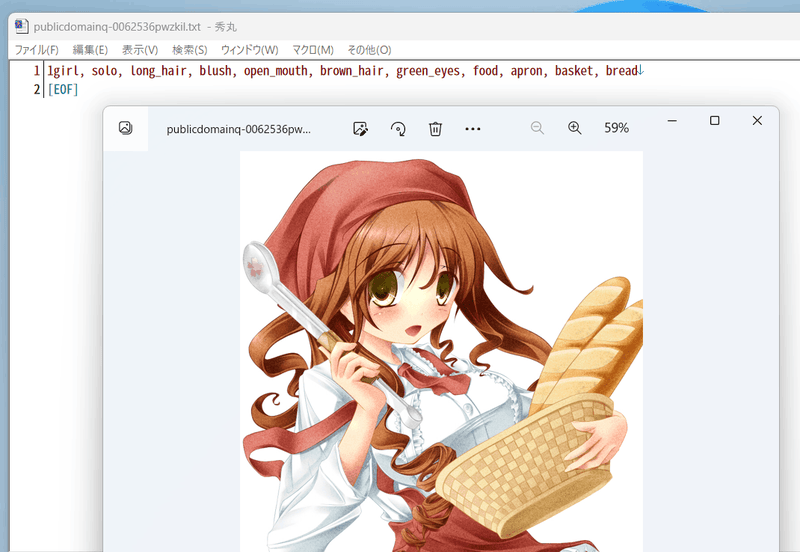 publicdomainq-0062536pwzkil.txt - 秀丸
ファイル(F) 編集(E) 表示(V) 検索(S) ウィンドウ(W) マクロ(M) その他(O)
1 1girl, solo, long_hair, blush, open_mouth, brown_hair, green_eyes, food, apron, basket, bread↓
2 [EOF]
publicdomainq-0062536pw... 59%